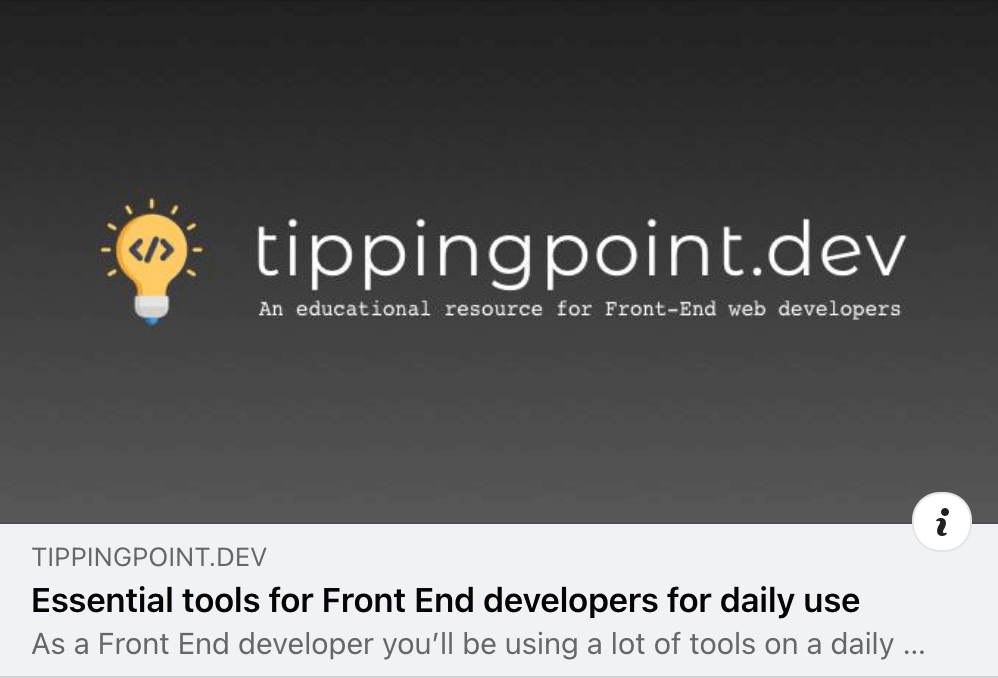 </>
tippingpoint.dev
An educational resource for Front-End web developers
i
TIPPINGPOINT.DEV
Essential tools for Front End developers for daily use
As a Front End developer you’ll be using a lot of tools on a daily ...